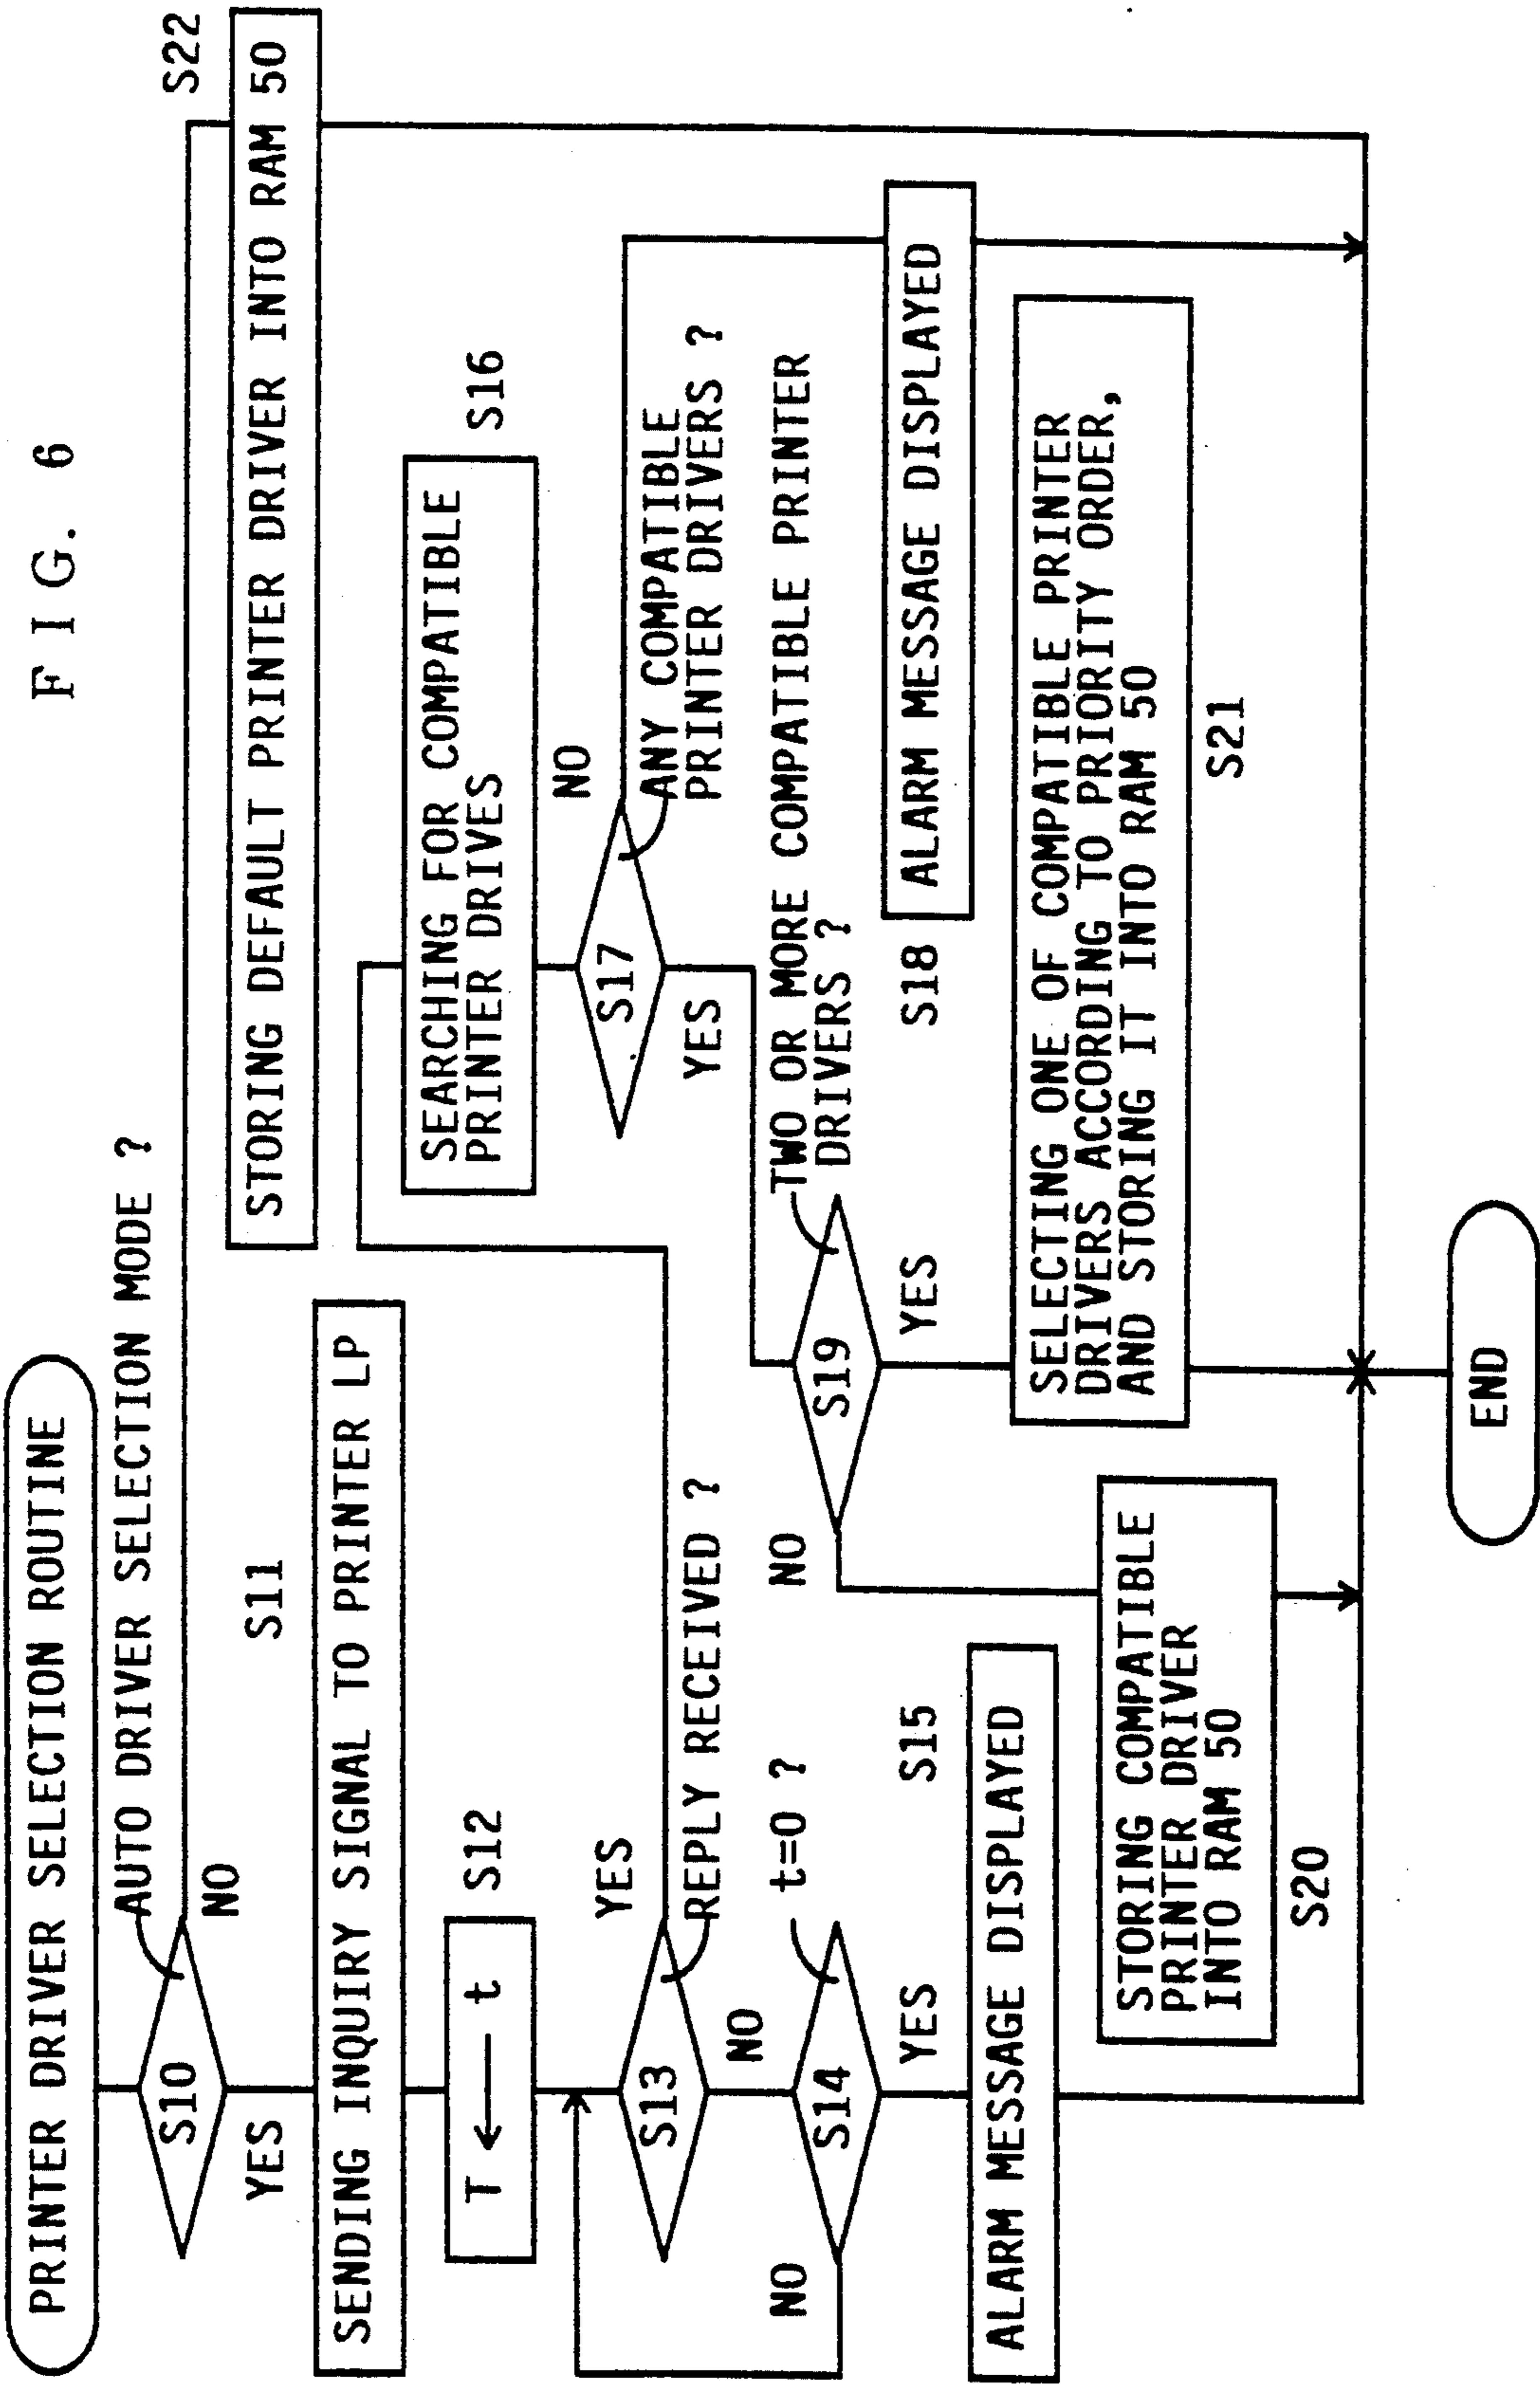 F I G. 6
PRINTER DRIVER SELECTION ROUTINE
AUTO DRIVER SELECTION MODE ?
S10
NO
YES
S22
STORING DEFAULT PRINTER DRIVER INTO RAM 50
S11
SENDING INQUIRY SIGNAL TO PRINTER LP
S12
T ← t
S13
YES
REPLY RECEIVED ?
NO
S14
t=0 ?
NO
YES
S15
ALARM MESSAGE DISPLAYED
S16
SEARCHING FOR COMPATIBLE
PRINTER DRIVES
S17
NO
ANY COMPATIBLE
PRINTER DRIVERS ?
YES
S18
ALARM MESSAGE DISPLAYED
TWO OR MORE COMPATIBLE PRINTER
DRIVERS ?
S19
NO
YES
STORING COMPATIBLE
PRINTER DRIVER
INTO RAM 50
S20
SELECTING ONE OF COMPATIBLE PRINTER
DRIVERS ACCORDING TO PRIORITY ORDER,
AND STORING IT INTO RAM 50
S21
END